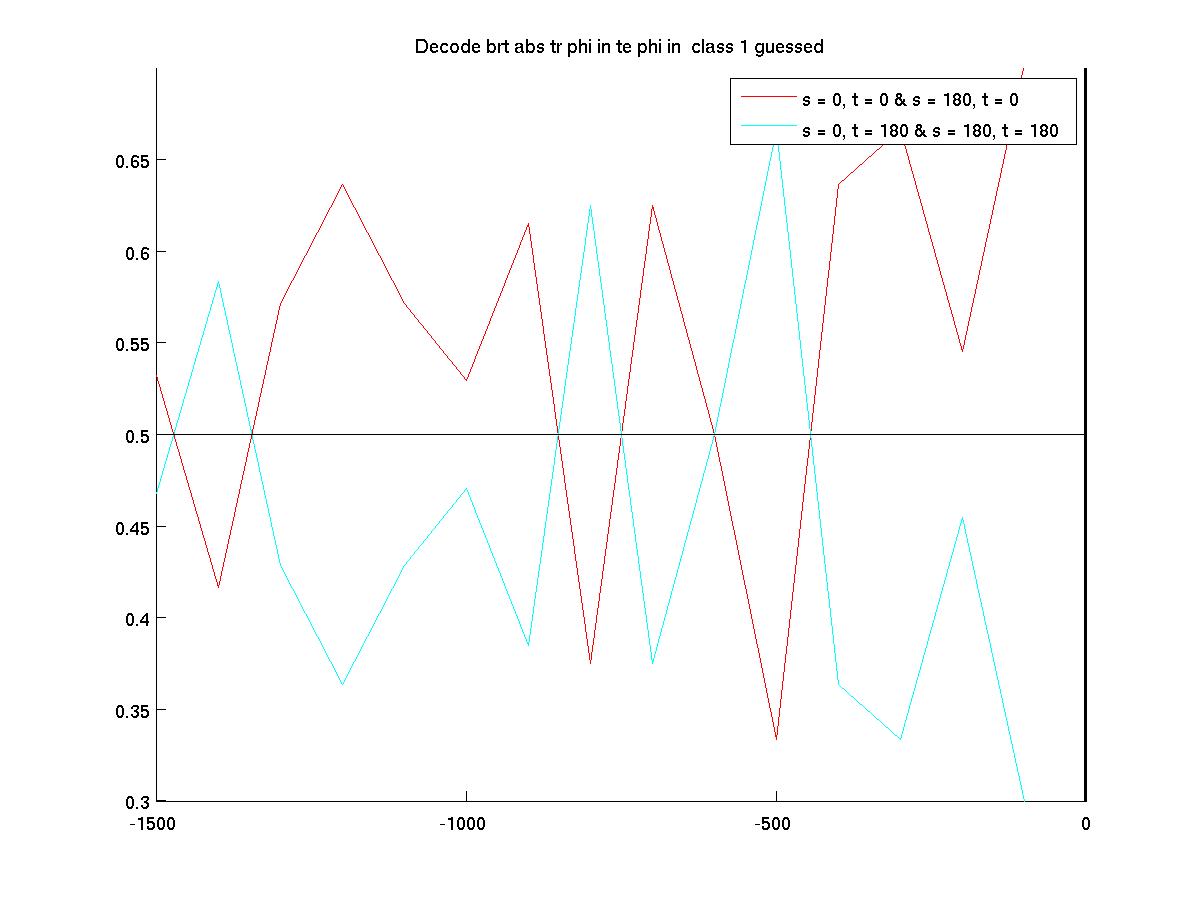 Decode brt abs tr phi in te phi in  class 1 guessed
s = 0, t = 0 & s = 180, t = 0
s = 0, t = 180 & s = 180, t = 180
0.65
0.6
0.55
0.5
0.45
0.4
0.35
0.3
-1500 -1000 -500 0